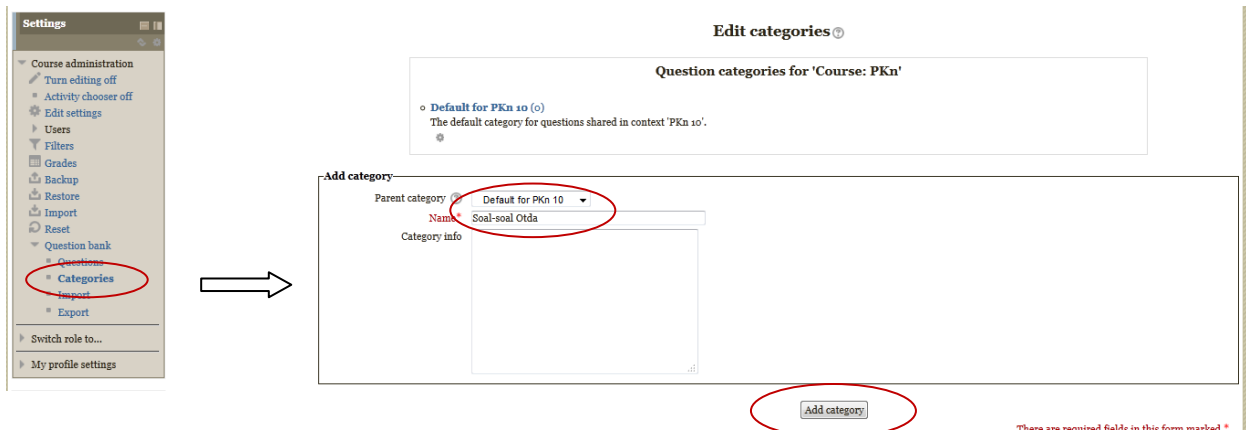 Settings
Course administration
Turn editing off
Activity chooser off
Edit settings
Users
Filters
Grades
Backup
Restore
Import
Reset
Question bank
Questions
Categories
Import
Export
Switch role to...
My profile settings
Edit categories
Question categories for 'Course: PKn'
Default for PKn 10 (0)
The default category for questions shared in context 'PKn 10'.
Add category
Parent category Default for PKn 10
Name* Soal-soal Otda
Category info
Add category
There are required fields in this form marked *